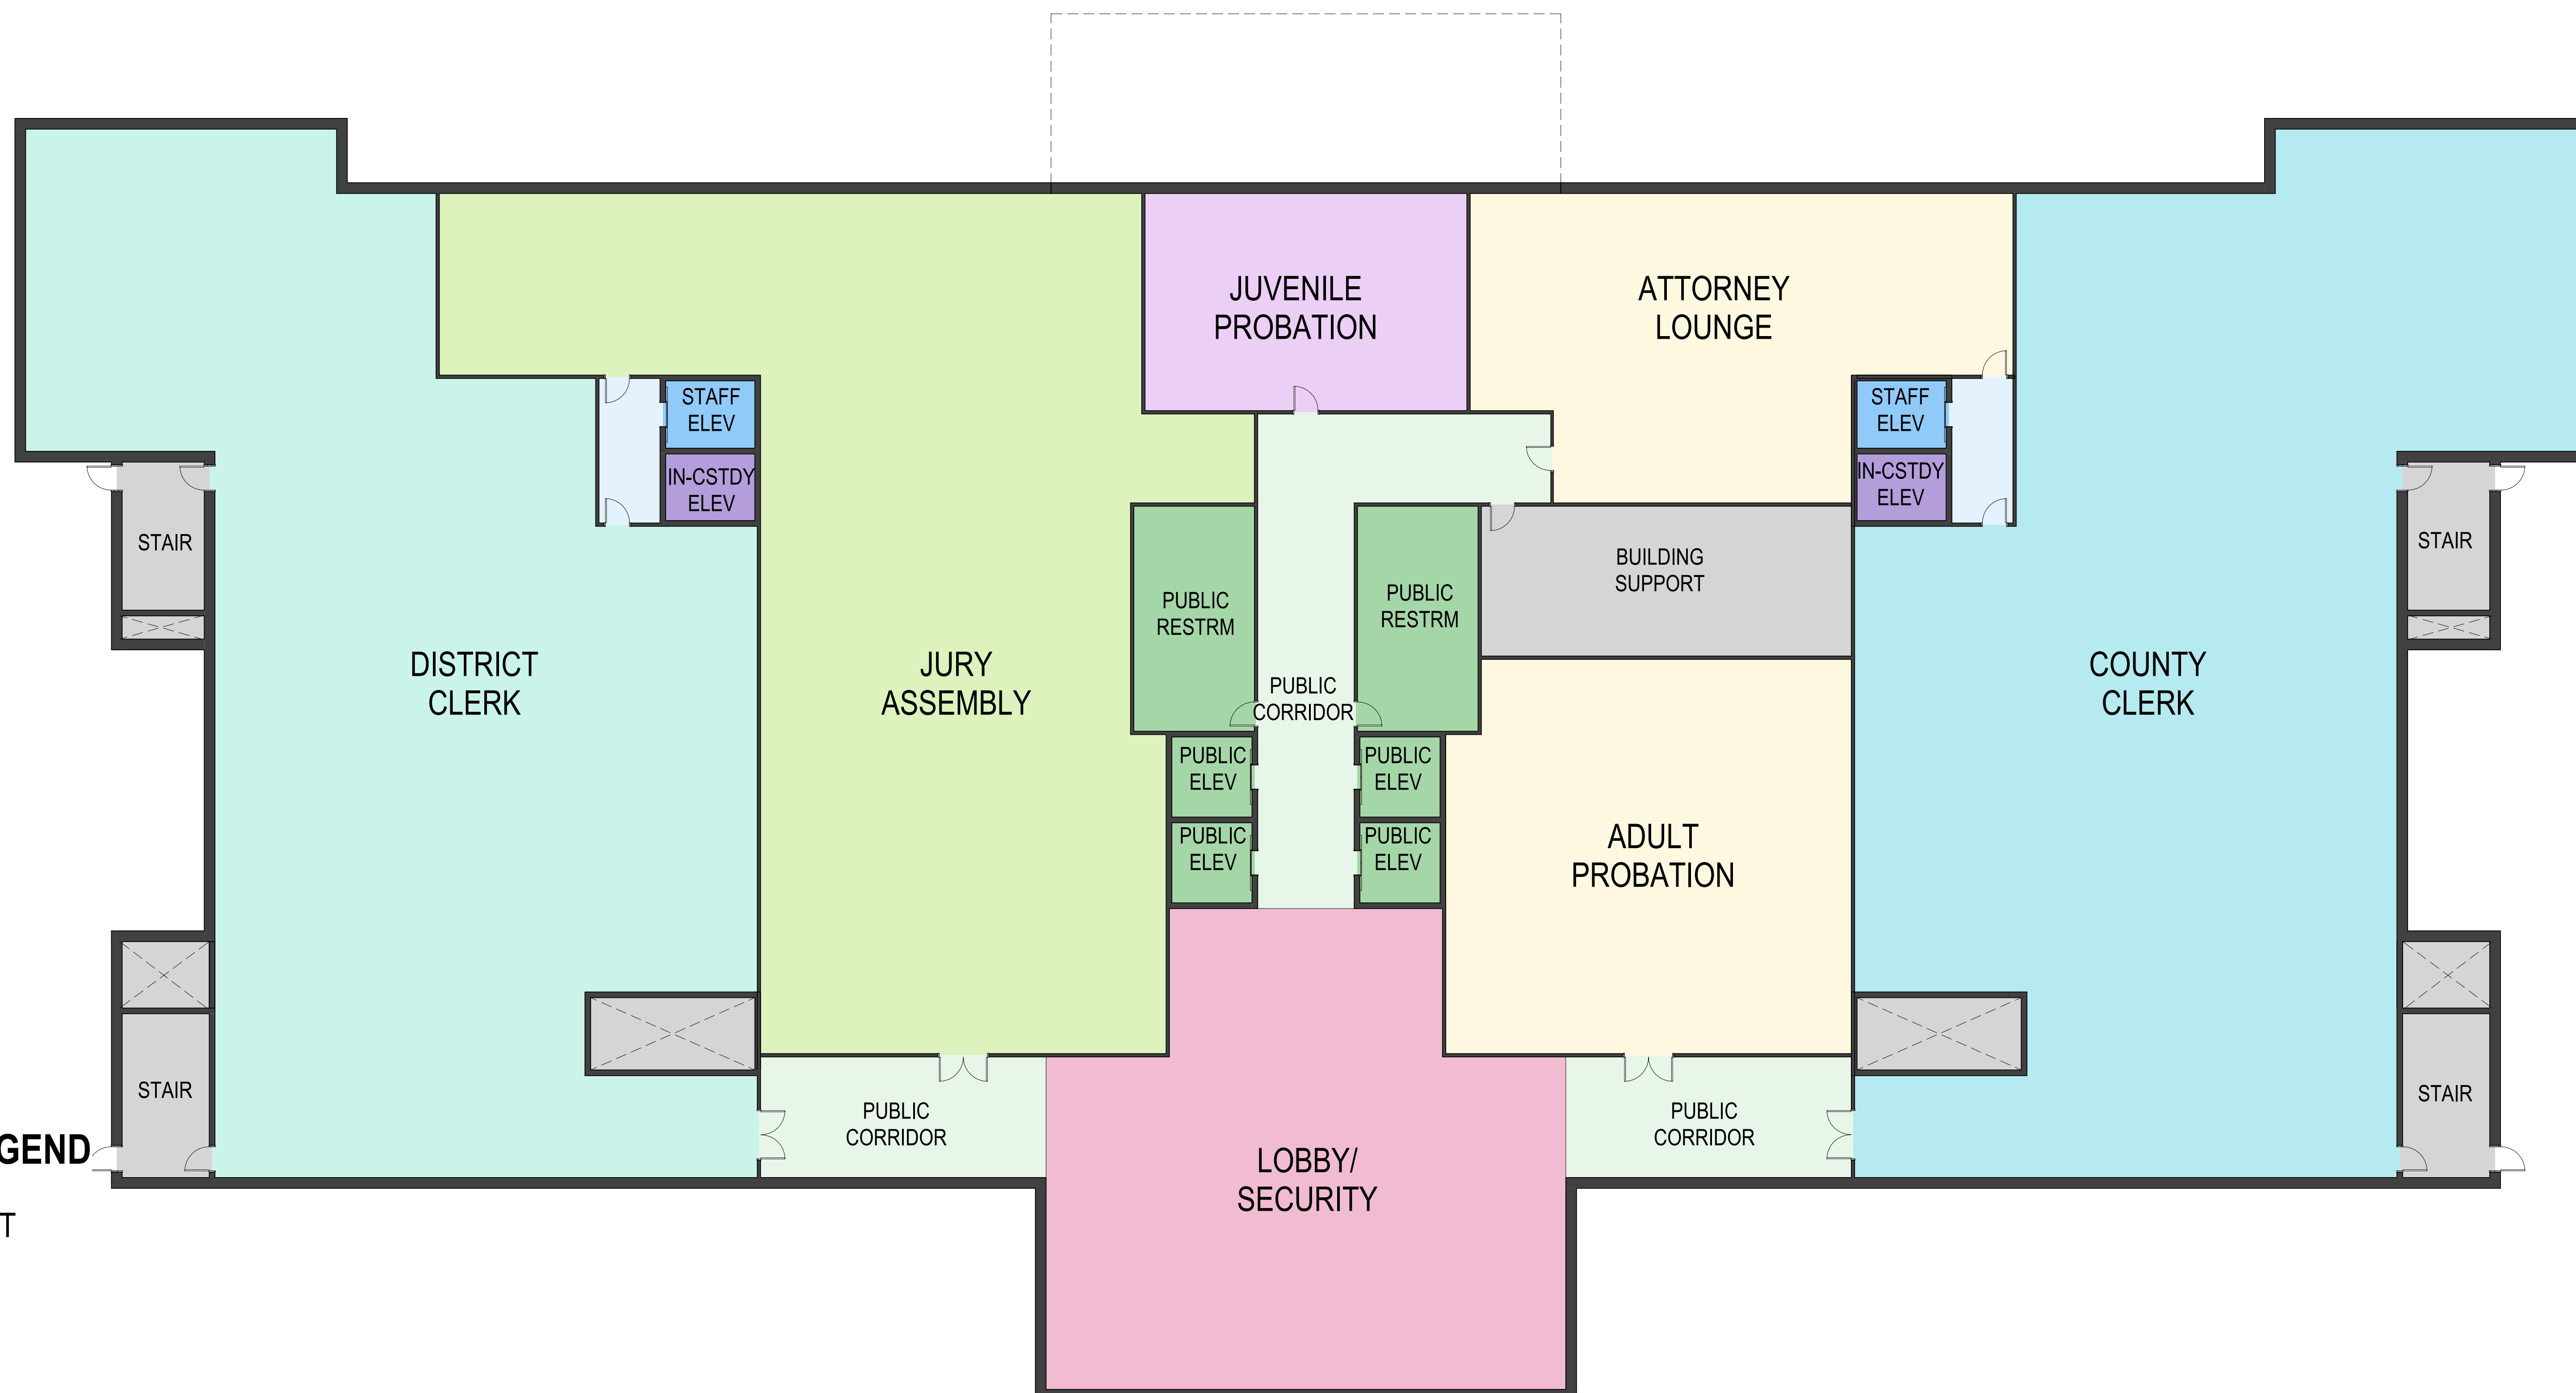 JUVENILE
PROBATION
ATTORNEY
LOUNGE
STAFF
ELEV
IN-CSTDY
ELEV
STAFF
ELEV
IN-CSTDY
ELEV
STAIR
STAIR
BUILDING
SUPPORT
PUBLIC
RESTRM
PUBLIC
RESTRM
DISTRICT
CLERK
JURY
ASSEMBLY
PUBLIC
CORRIDOR
COUNTY
CLERK
PUBLIC
ELEV
PUBLIC
ELEV
PUBLIC
ELEV
PUBLIC
ELEV
ADULT
PROBATION
STAIR
STAIR
PUBLIC
CORRIDOR
PUBLIC
CORRIDOR
GEND
LOBBY/
SECURITY
T